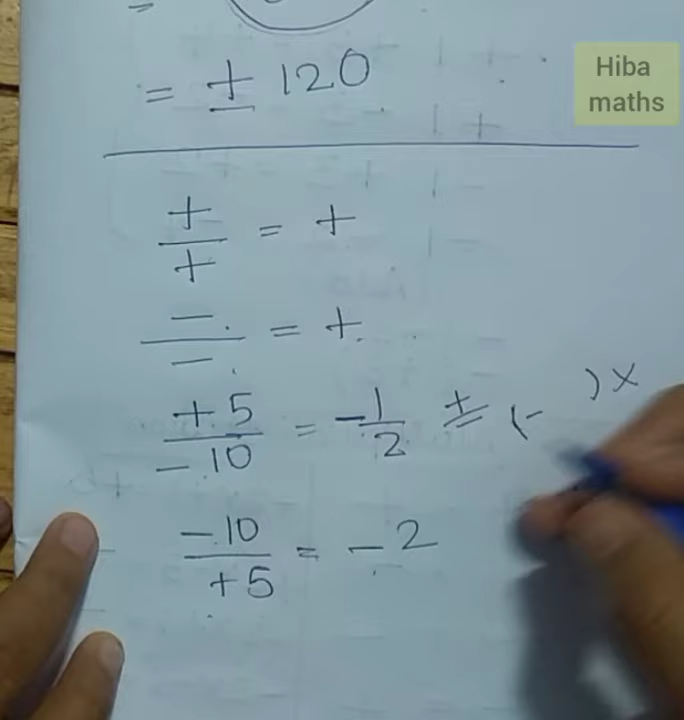 =
= ± 120
Hiba
maths
+/+ = +
-/- = +
+5/-10 = -1/2 ± (- )x
-10/+5 = -2